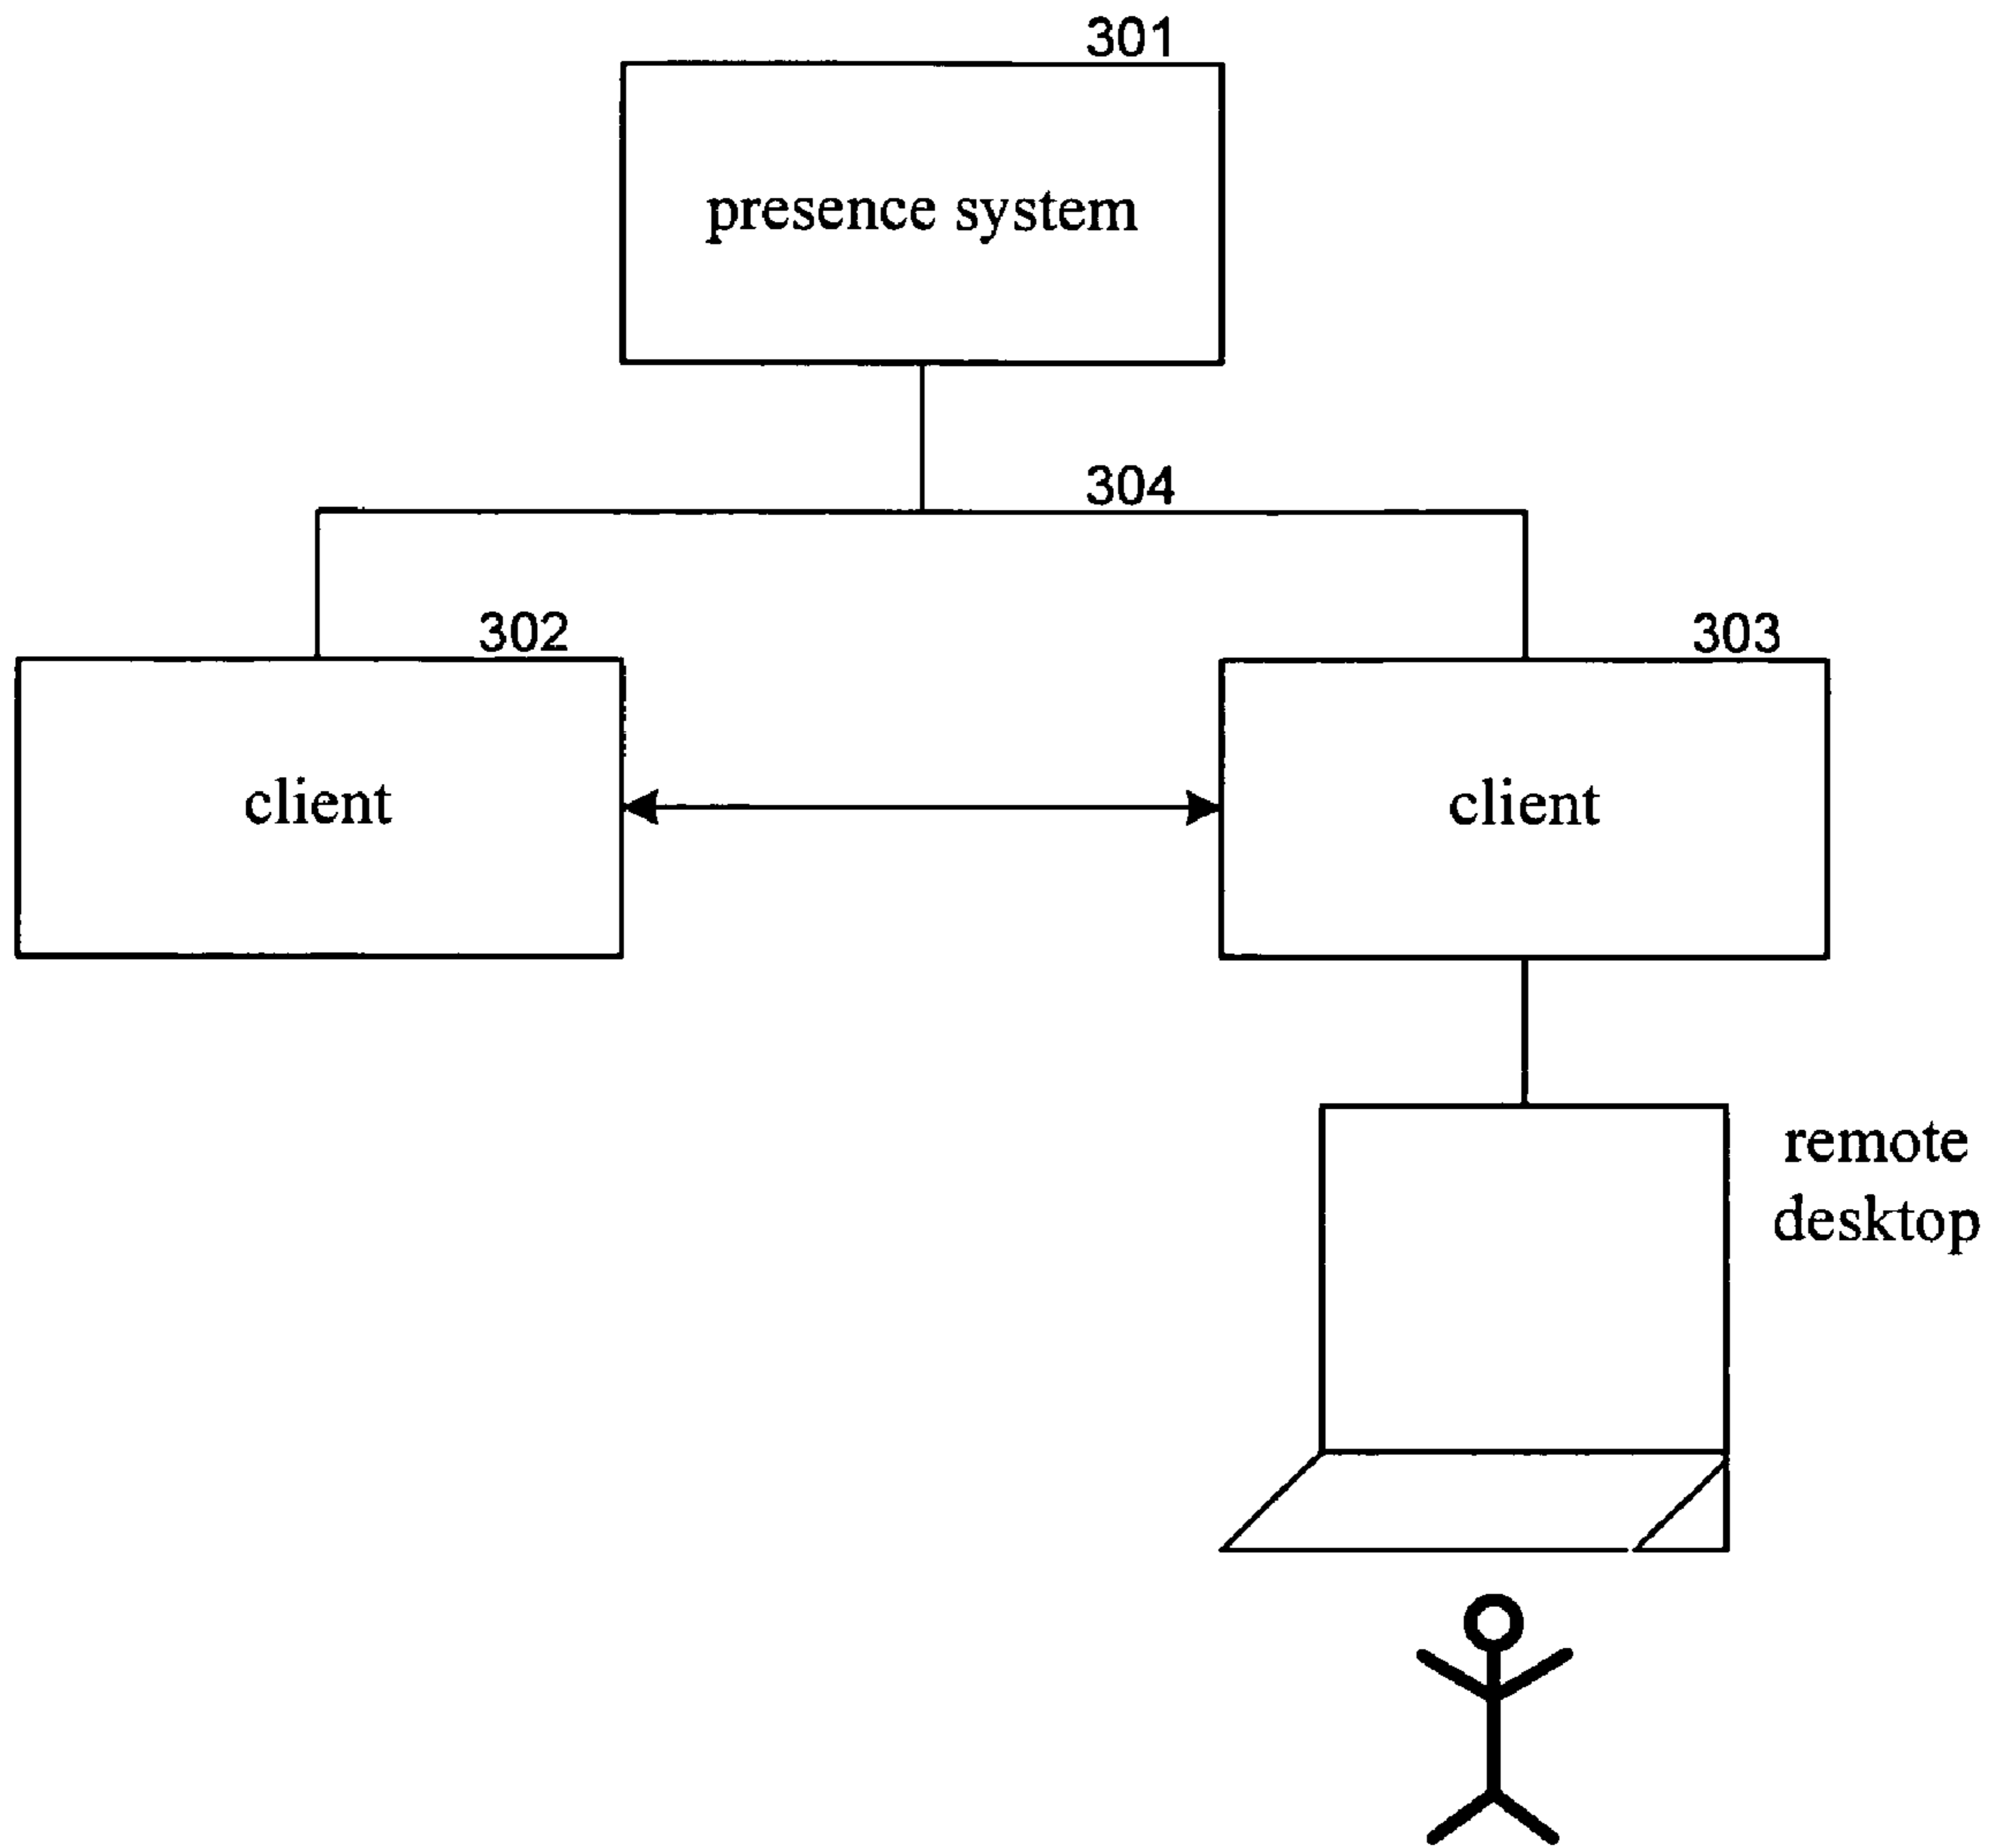 301
presence system
304
302
303
client
client
remote
desktop